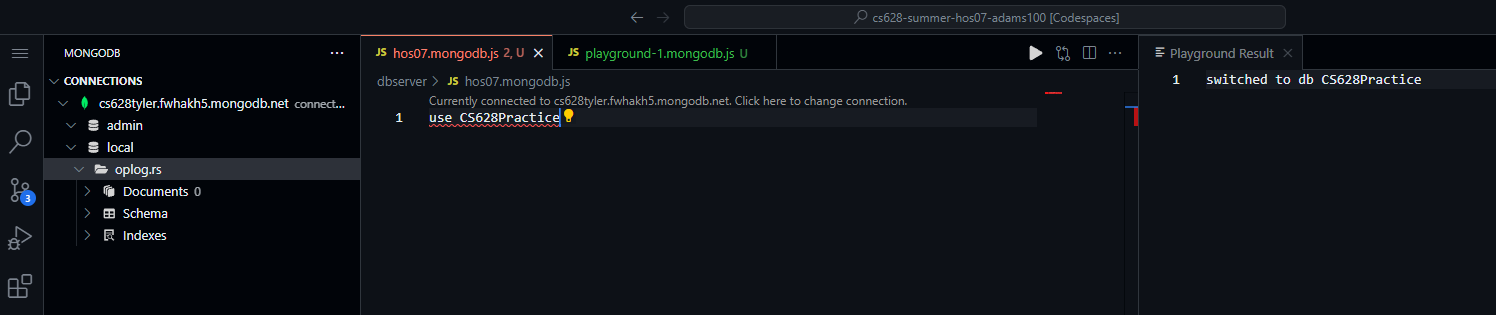 cs628-summer-hos07-adams100 [Codespaces]
MONGODB
CONNECTIONS
cs628tyler.fwhakh5.mongodb.net connect...
admin
local
oplog.rs
Documents 0
Schema
Indexes
3
JS hos07.mongodb.js 2, U
JS playground-1.mongodb.js U
dbserver > JS hos07.mongodb.js
Currently connected to cs628tyler.fwhakh5.mongodb.net. Click here to change connection.
1 use CS628Practice
Playground Result
1 switched to db CS628Practice